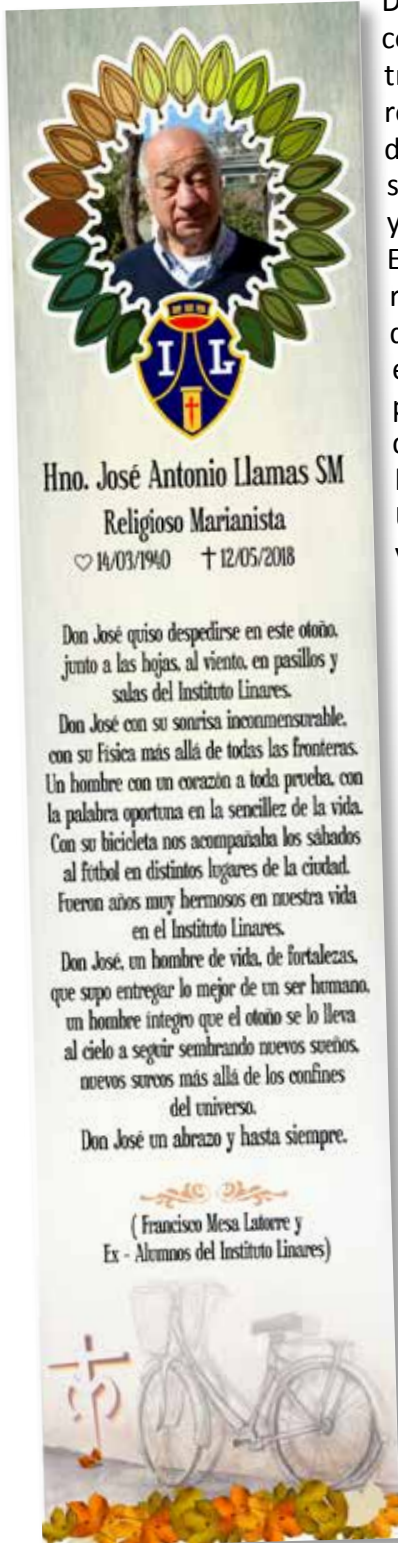 I L
Hno. José Antonio Llamas SM
Religioso Marianista
♡ 14/03/1940 † 12/05/2018
Don José quiso despedirse en este otoño,
junto a las hojas, al viento, en pasillos y
salas del Instituto Linares.
Don José con su sonrisa inconmensurable,
con su Física más allá de todas las fronteras.
Un hombre con un corazón a toda prueba, con
la palabra oportuna en la sencillez de la vida.
Con su bicicleta nos acompañaba los sábados
al fútbol en distintos lugares de la ciudad.
Fueron años muy hermosos en nuestra vida
en el Instituto Linares.
Don José, un hombre de vida, de fortalezas,
que supo entregar lo mejor de un ser humano,
un hombre íntegro que el otoño se lo lleva
al cielo a seguir sembrando nuevos sueños,
nuevos surcos más allá de los confines
del universo.
Don José un abrazo y hasta siempre.
( Francisco Mesa Latorre y
Ex - Alumnos del Instituto Linares)